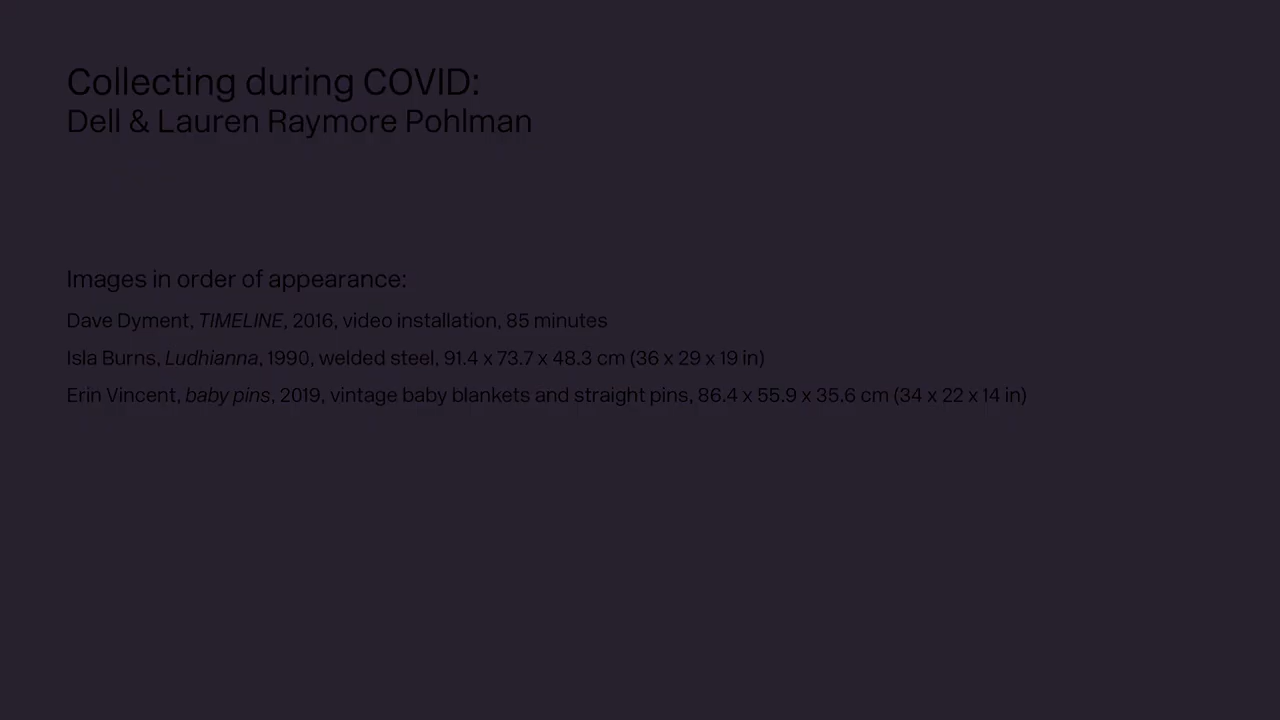 Collecting during COVID:
Dell & Lauren Raymore Pohlman
Images in order of appearance:
Dave Dyment, TIMELINE, 2016, video installation, 85 minutes
Isla Burns, Ludhianna, 1990, welded steel, 91.4 x 73.7 x 48.3 cm (36 x 29 x 19 in)
Erin Vincent, baby pins, 2019, vintage baby blankets and straight pins, 86.4 x 55.9 x 35.6 cm (34 x 22 x 14 in)